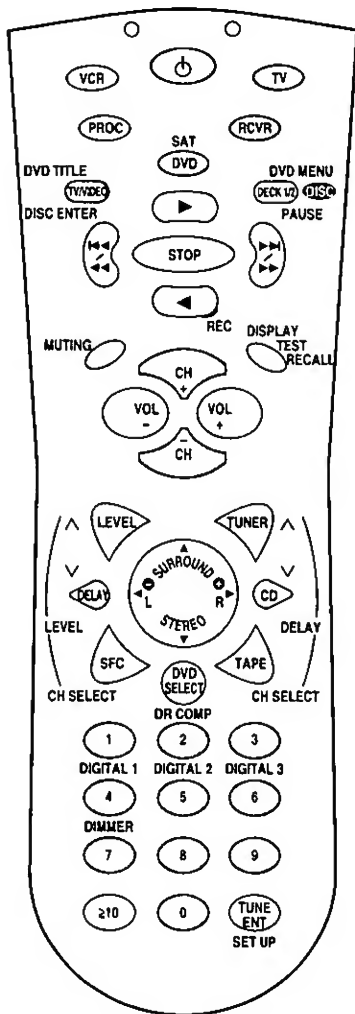 VCR TV
PROC RCVR
SAT
DVD TITLE DVD DVD MENU
TV/VIDEO DECK 1/2 DISC
DISC ENTER PAUSE
STOP
REC DISPLAY
MUTING TEST
CH RECALL
+
VOL VOL
- +
-
CH
LEVEL TUNER
SURROUND
DELAY L R CD
LEVEL STEREO DELAY
SFC DVD TAPE
CH SELECT SELECT CH SELECT
DR COMP
1 2 3
DIGITAL 1 DIGITAL 2 DIGITAL 3
4 5 6
DIMMER
7 8 9
≥10 0 TUNE
ENT
SET UP